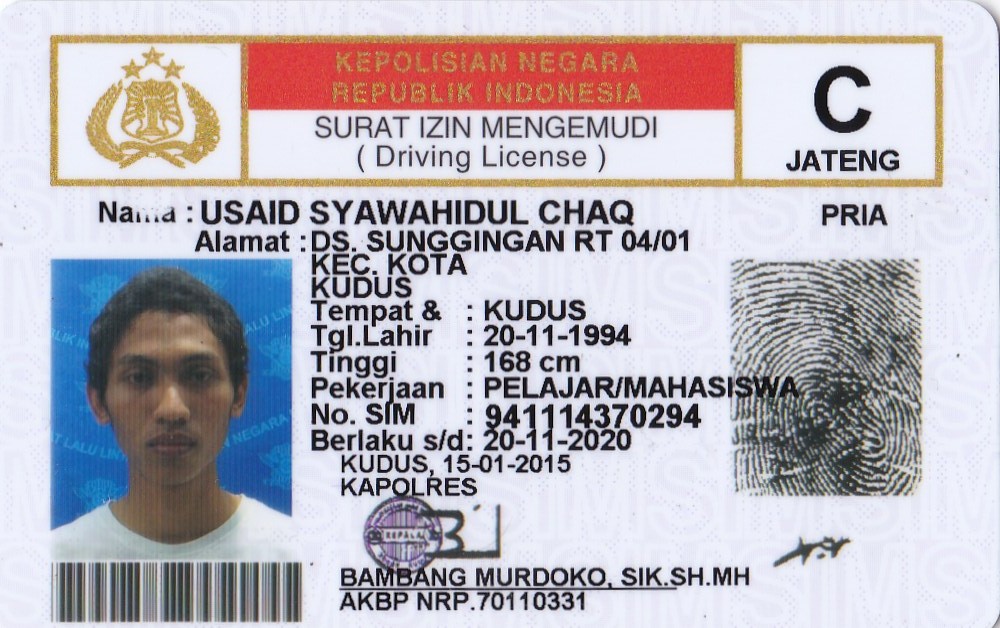 KEPOLISIAN NEGARA
REPUBLIK INDONESIA
SURAT IZIN MENGEMUDI
( Driving License )
C
JATENG
Nama : USAID SYAWAHIDUL CHAQ
PRIA
Alamat : DS. SUNGGINGAN RT 04/01
KEC. KOTA
KUDUS
Tempat & : KUDUS
Tgl.Lahir : 20-11-1994
Tinggi : 168 cm
Pekerjaan : PELAJAR/MAHASISWA
No. SIM : 941114370294
Berlaku s/d: 20-11-2020
KUDUS, 15-01-2015
KAPOLRES
KEPALA
BAMBANG MURDOKO, SIK.SH.MH
AKBP NRP.70110331